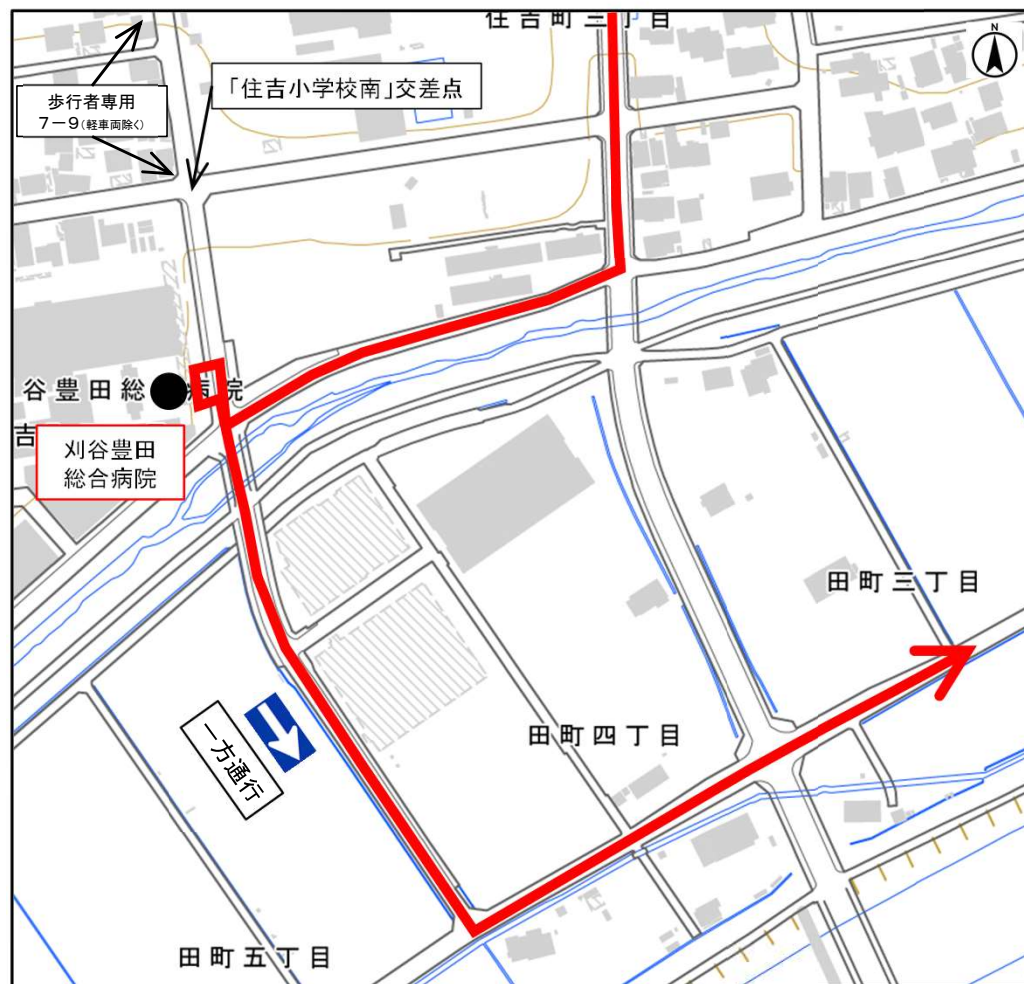 住吉町三丁目
N
「住吉小学校南」交差点
歩行者専用
7－9(軽車両除く)
谷豊田総 病院
吉
刈谷豊田
総合病院
田町三丁目
田町四丁目
一方通行
田町五丁目